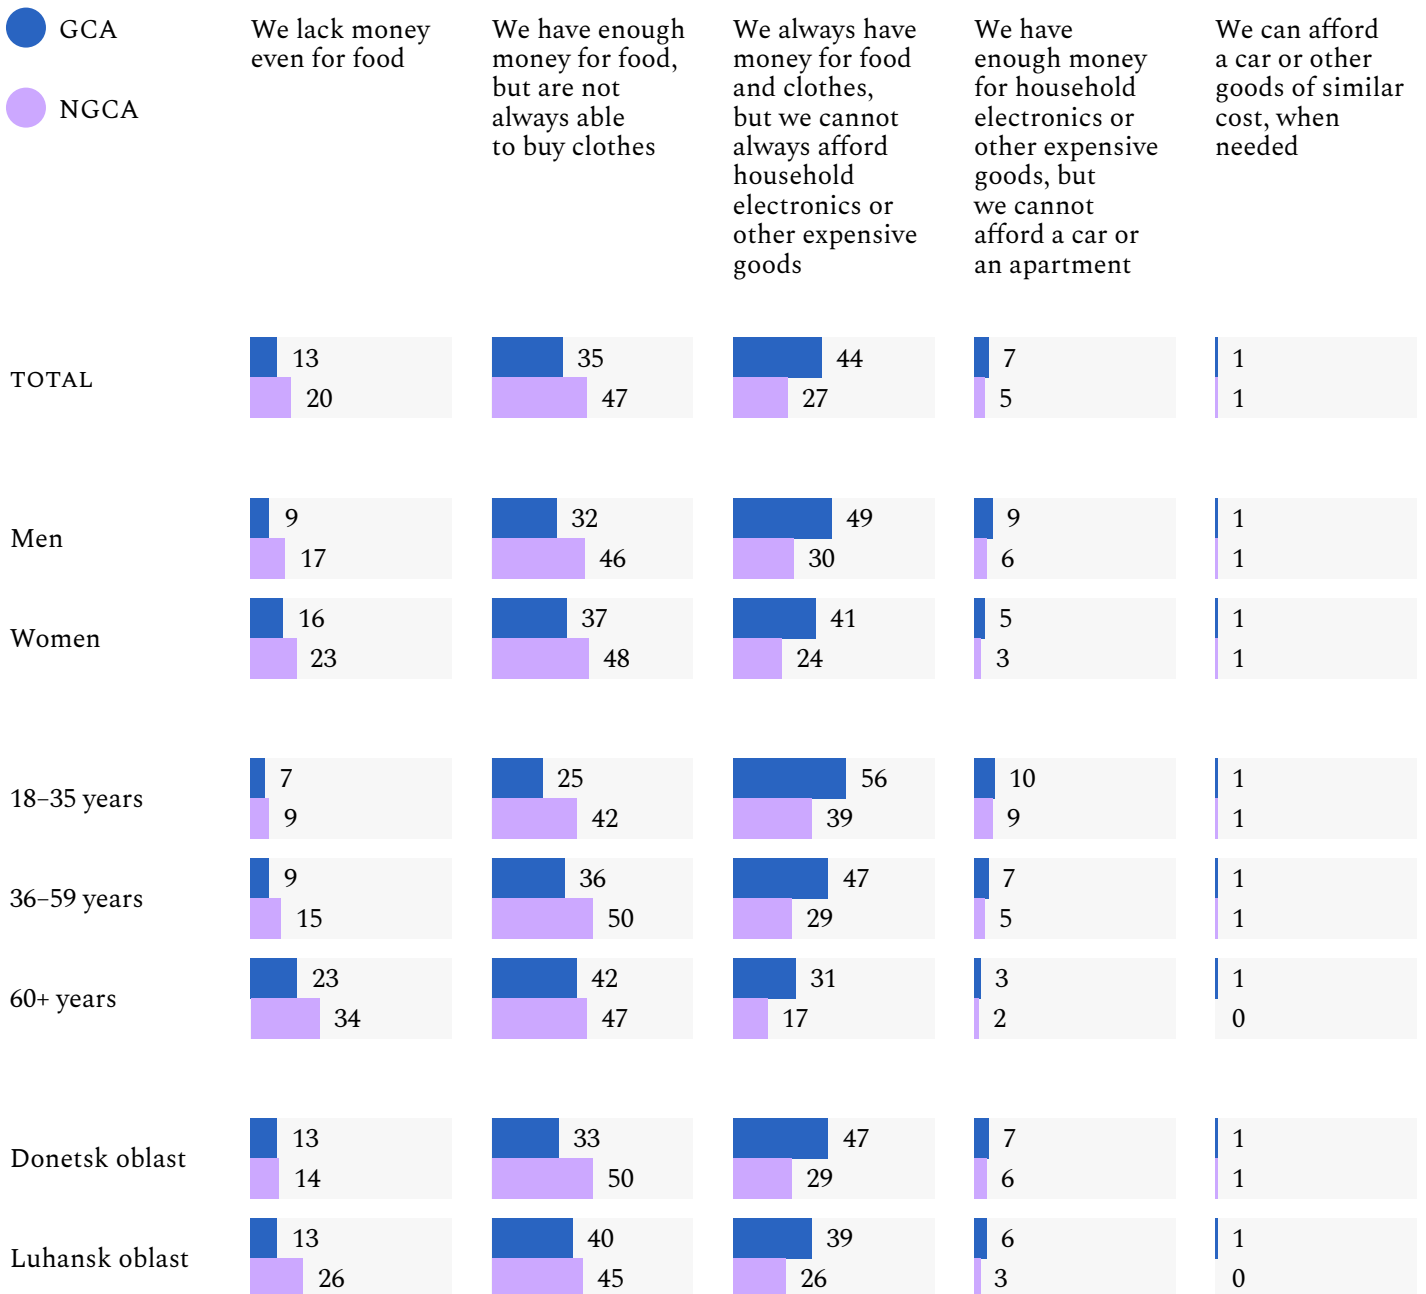 GCA
NGCA
We lack money
even for food
We have enough
money for food,
but are not
always able
to buy clothes
We always have
money for food
and clothes,
but we cannot
always afford
household
electronics or
other expensive
goods
We have
enough money
for household
electronics or
other expensive
goods, but
we cannot
afford a car or
an apartment
We can afford
a car or other
goods of similar
cost, when
needed
TOTAL
13 35 44 7 1
20 47 27 5 1
Men
9 32 49 9 1
17 46 30 6 1
Women
16 37 41 5 1
23 48 24 3 1
18–35 years
7 25 56 10 1
9 42 39 9 1
36–59 years
9 36 47 7 1
15 50 29 5 1
60+ years
23 42 31 3 1
34 47 17 2 0
Donetsk oblast
13 33 47 7 1
14 50 29 6 1
Luhansk oblast
13 40 39 6 1
26 45 26 3 0